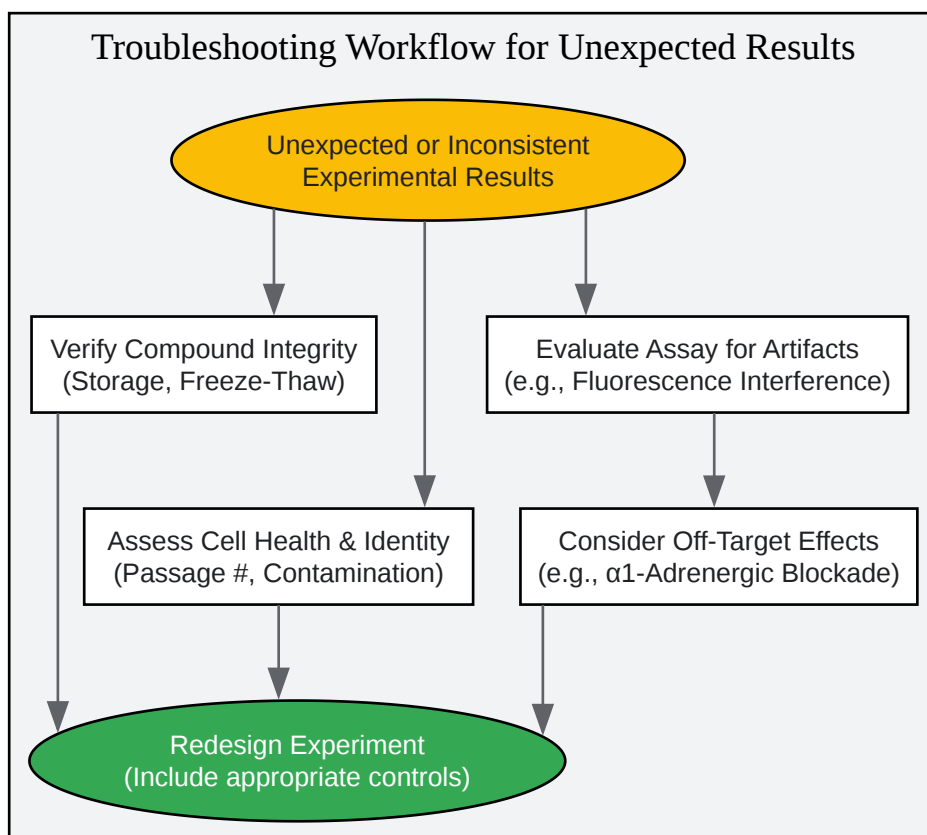 Troubleshooting Workflow for Unexpected Results
Unexpected or Inconsistent
Experimental Results
Verify Compound Integrity
(Storage, Freeze-Thaw)
Evaluate Assay for Artifacts
(e.g., Fluorescence Interference)
Assess Cell Health & Identity
(Passage #, Contamination)
Consider Off-Target Effects
(e.g., α1-Adrenergic Blockade)
Redesign Experiment
(Include appropriate controls)